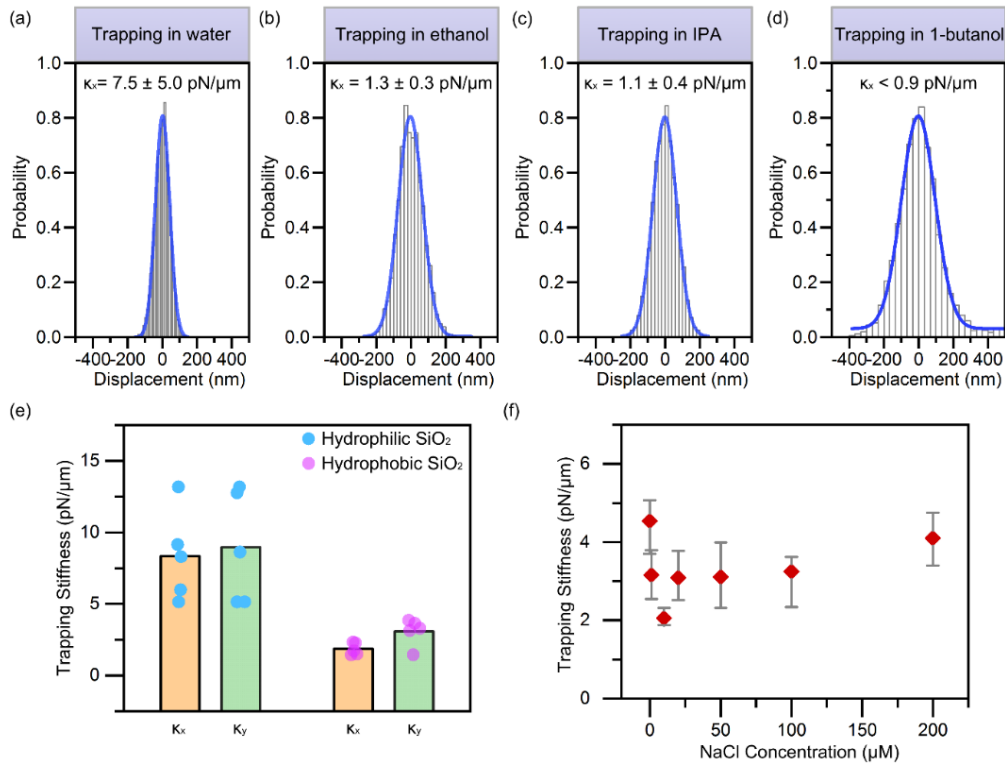 (a)
Trapping in water
(b)
Trapping in ethanol
(c)
Trapping in IPA
(d)
Trapping in 1-butanol
1.0
0.8
0.6
0.4
0.2
0.0
Probability
κₓ= 7.5 ± 5.0 pN/µm
-400 -200 0 200 400
Displacement (nm)
1.0
0.8
0.6
0.4
0.2
0.0
Probability
κₓ = 1.3 ± 0.3 pN/µm
-400 -200 0 200 400
Displacement (nm)
1.0
0.8
0.6
0.4
0.2
0.0
Probability
κₓ = 1.1 ± 0.4 pN/µm
-400 -200 0 200 400
Displacement (nm)
1.0
0.8
0.6
0.4
0.2
0.0
Probability
κₓ < 0.9 pN/µm
-400 -200 0 200 400
Displacement (nm)
(e)
Hydrophilic SiO₂
Hydrophobic SiO₂
15
10
5
0
Trapping Stiffness (pN/µm)
κₓ κᵧ κₓ κᵧ
(f)
6
4
2
0
Trapping Stiffness (pN/µm)
0 50 100 150 200
NaCl Concentration (µM)